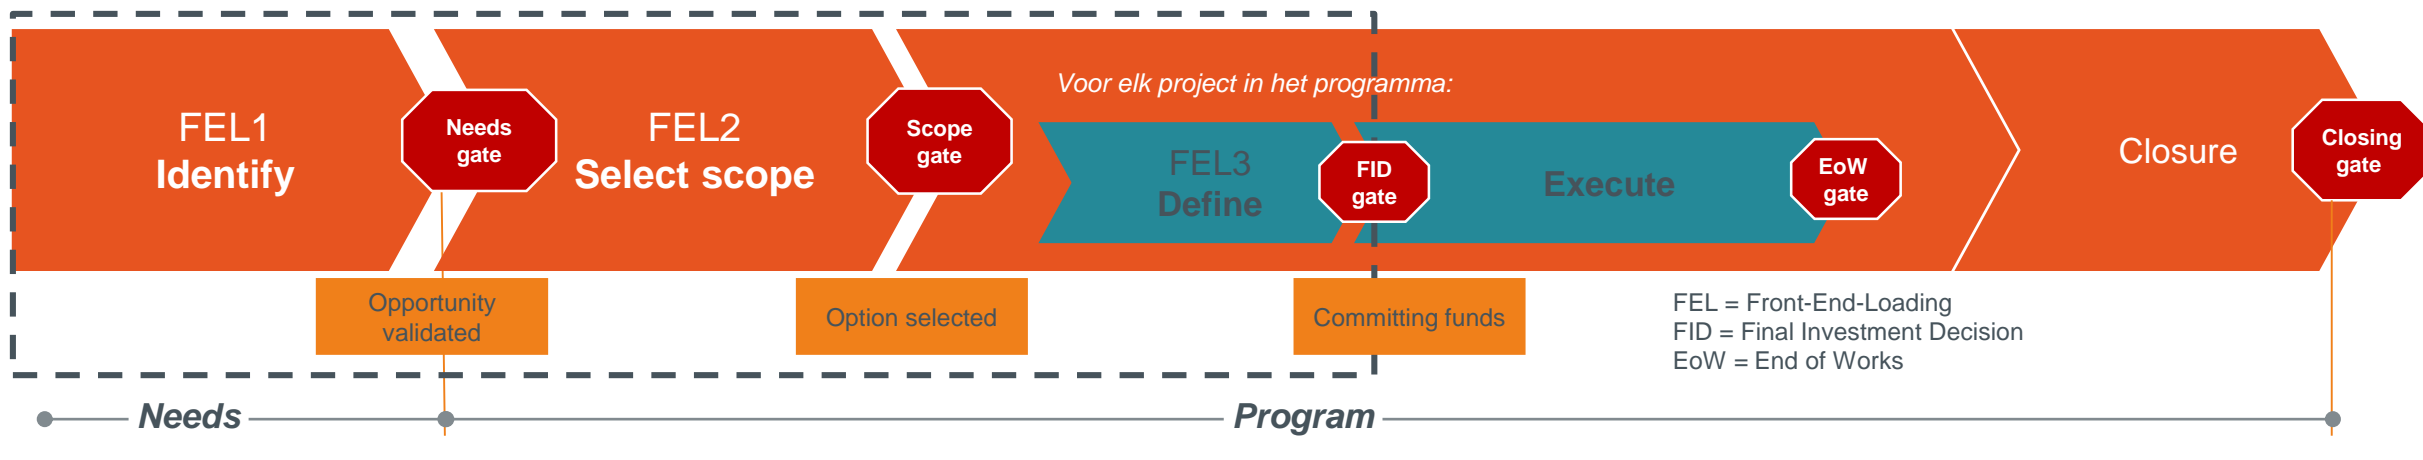 FEL1
Identify
Needs
gate
FEL2
Select scope
Scope
gate
Voor elk project in het programma:
FEL3
Define
FID
gate
Execute
EoW
gate
Closure
Closing
gate
Opportunity
validated
Option selected
Committing funds
FEL = Front-End-Loading
FID = Final Investment Decision
EoW = End of Works
Needs
Program